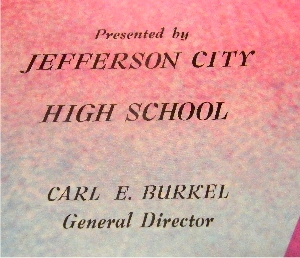 Presented by
JEFFERSON CITY
HIGH SCHOOL
CARL E. BURKEL
General Director